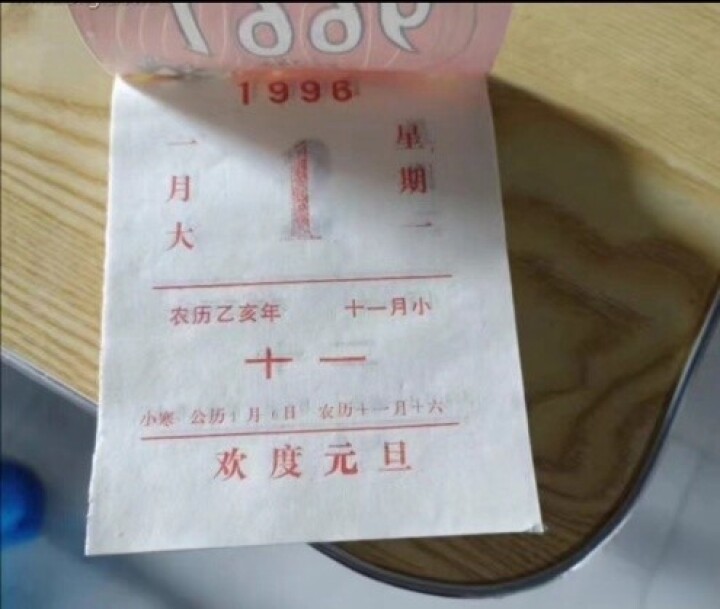 1996
1996
一月大
1
星期一
农历乙亥年 十一月小
十一
小寒 公历1月6日 农历十一月十六
欢度元旦